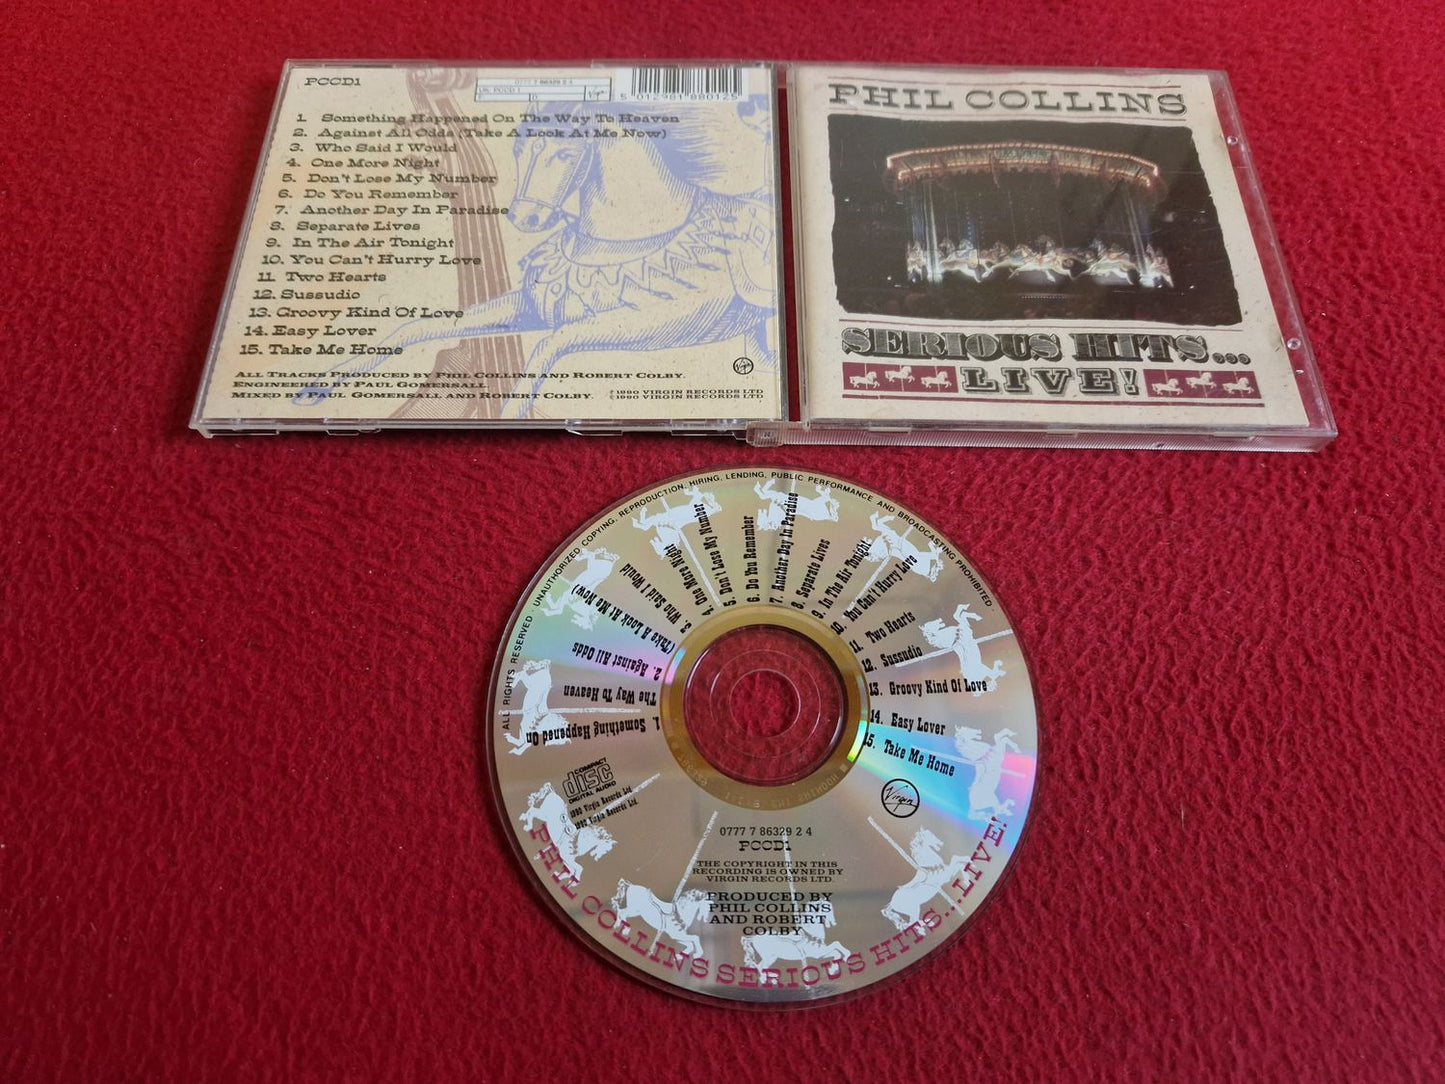 PCCD1
0777 7 86329 2 4
UK: PCCD 1
F:
D:
Virgin
5 012981 880125
1. Something Happened On The Way To Heaven
2. Against All Odds (Take A Look At Me Now)
3. Who Said I Would
4. One More Night
5. Don't Lose My Number
6. Do You Remember
7. Another Day In Paradise
8. Separate Lives
9. In The Air Tonight
10. You Can't Hurry Love
11. Two Hearts
12. Sussudio
13. Groovy Kind Of Love
14. Easy Lover
15. Take Me Home
All Tracks Produced by Phil Collins and Robert Colby.
Engineered by Paul Gomersall.
Mixed by Paul Gomersall and Robert Colby.
Virgin
℗ 1990 VIRGIN RECORDS LTD
© 1990 VIRGIN RECORDS LTD
PHIL COLLINS
SERIOUS HITS...
LIVE!
ALL RIGHTS RESERVED · UNAUTHORIZED COPYING, REPRODUCTION, HIRING, LENDING, PUBLIC PERFORMANCE AND BROADCASTING PROHIBITED ·
1. Something Happened On
The Way To Heaven
2. Against All Odds
(Take A Look At Me Now)
3. Who Said I Would
4. One More Night
5. Don't Lose My Number
6. Do You Remember
7. Another Day In Paradise
8. Separate Lives
9. In The Air Tonight
10. You Can't Hurry Love
11. Two Hearts
12. Sussudio
13. Groovy Kind Of Love
14. Easy Lover
15. Take Me Home
COMPACT
disc
DIGITAL AUDIO
℗ 1990 Virgin Records Ltd.
© 1990 Virgin Records Ltd.
Virgin
0777 7 86329 2 4
PCCD1
THE COPYRIGHT IN THIS
RECORDING IS OWNED BY
VIRGIN RECORDS LTD.
PRODUCED BY
PHIL COLLINS
AND ROBERT
COLBY
PHIL COLLINS SERIOUS HITS...LIVE!